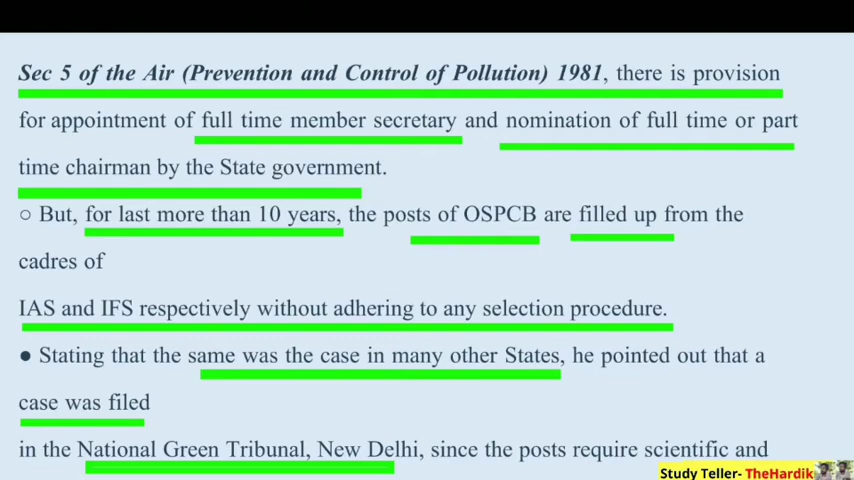 Sec 5 of the Air (Prevention and Control of Pollution) 1981, there is provision
for appointment of full time member secretary and nomination of full time or part
time chairman by the State government.
○ But, for last more than 10 years, the posts of OSPCB are filled up from the
cadres of
IAS and IFS respectively without adhering to any selection procedure.
● Stating that the same was the case in many other States, he pointed out that a
case was filed
in the National Green Tribunal, New Delhi, since the posts require scientific and
Study Teller- TheHardik